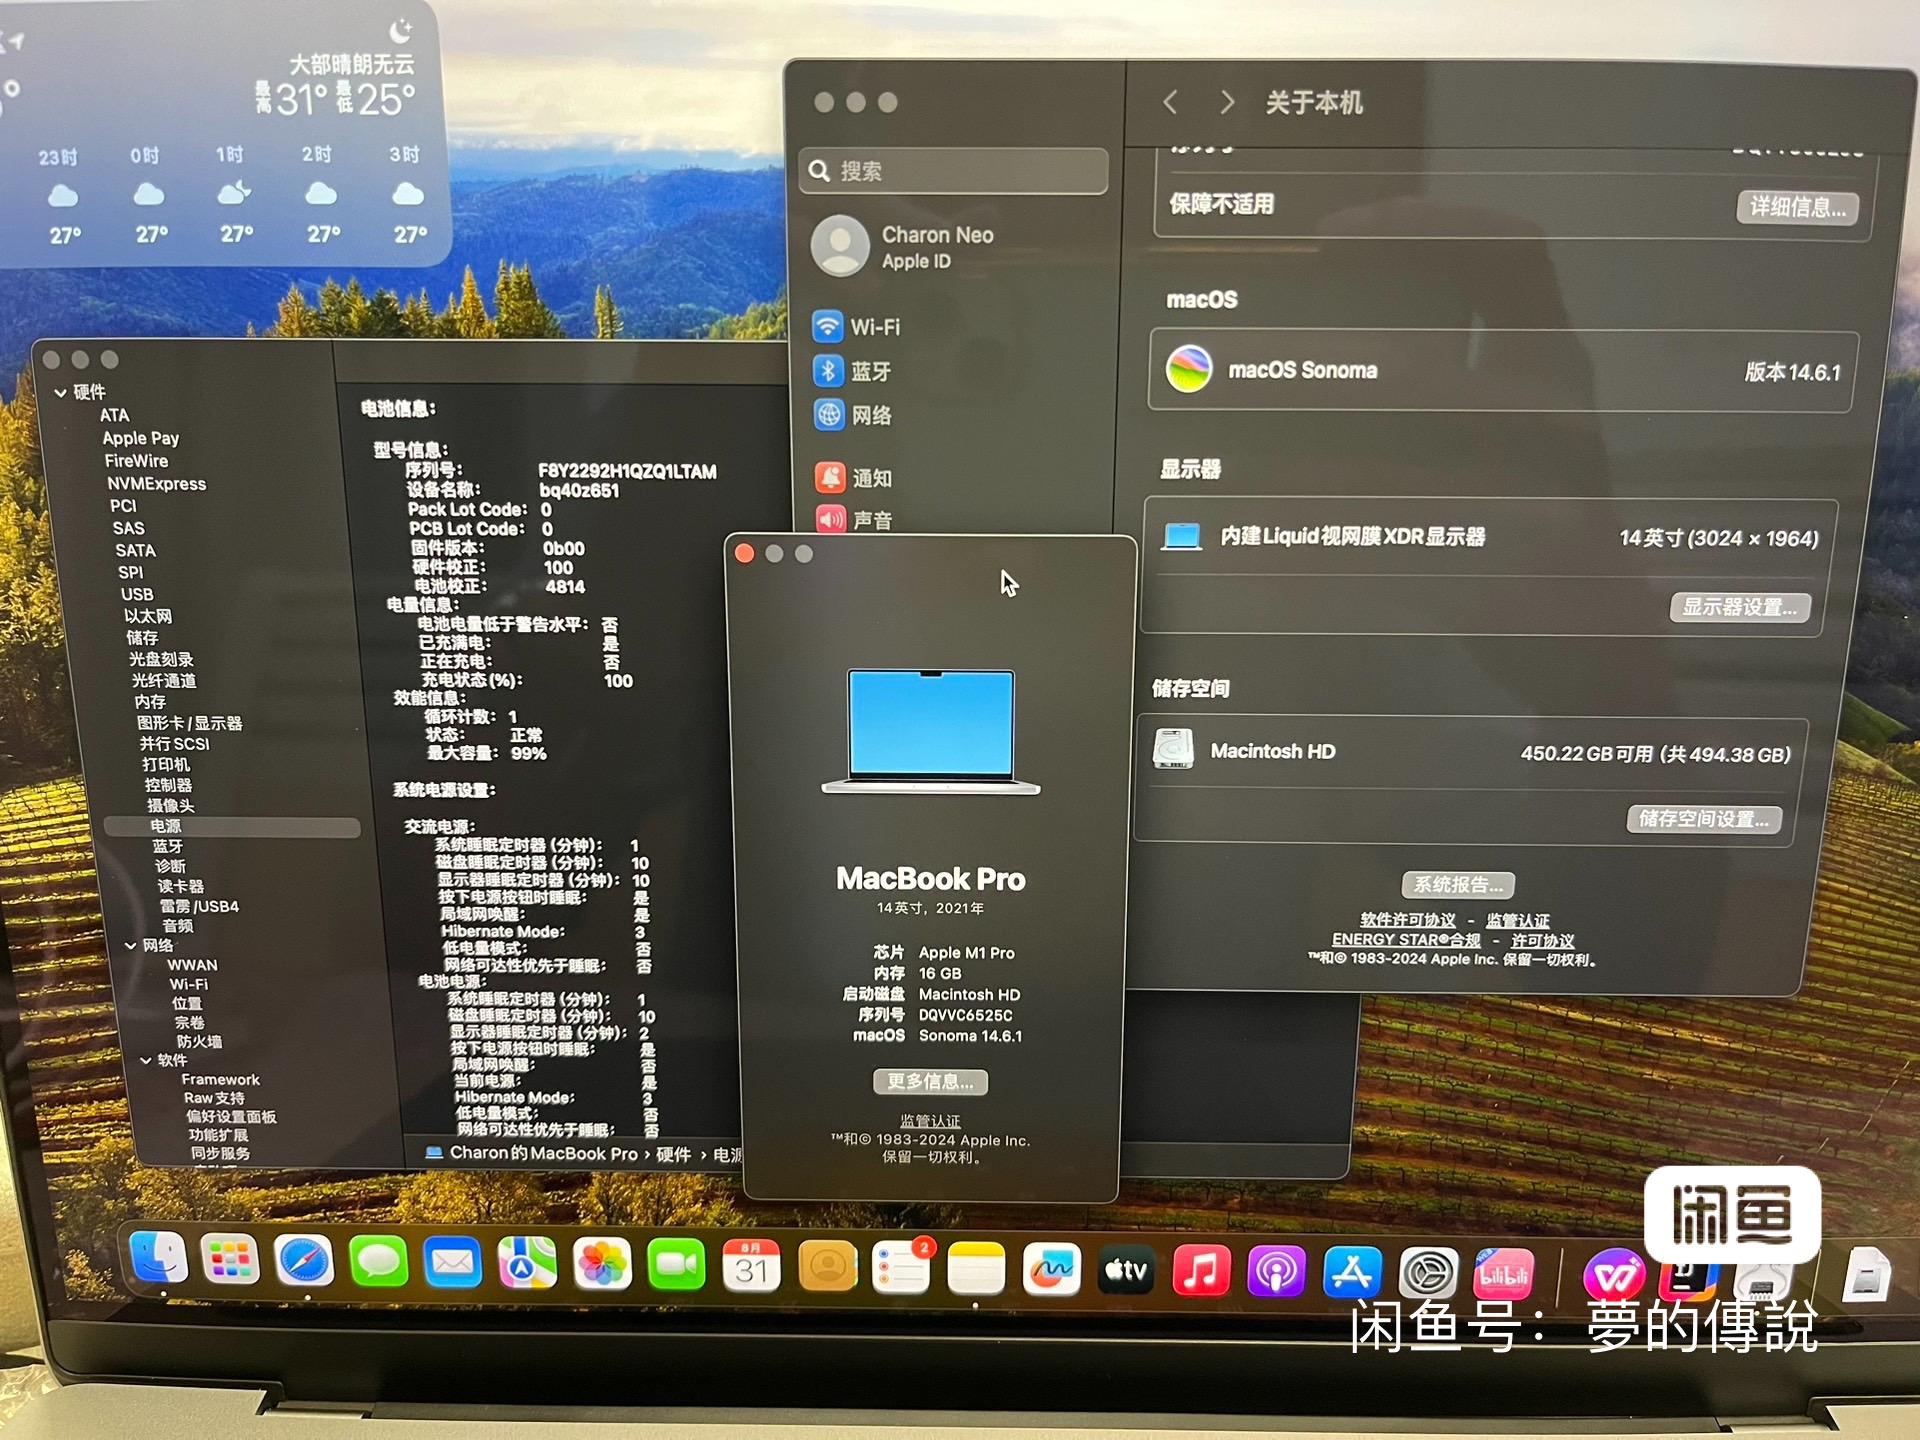 大部晴朗无云
最高31° 最低25°
23时 0时 1时 2时 3时
27° 27° 27° 27° 27°
硬件
ATA
Apple Pay
FireWire
NVMExpress
PCI
SAS
SATA
SPI
USB
以太网
储存
光盘刻录
光纤通道
内存
图形卡/显示器
并行 SCSI
打印机
控制器
摄像头
电源
蓝牙
诊断
读卡器
雷雳/USB4
音频
网络
WWAN
Wi-Fi
位置
宗卷
防火墙
软件
Framework
Raw 支持
偏好设置面板
功能扩展
同步服务
电池信息：
型号信息：
序列号： F8Y2292H1QZQ1LTAM
设备名称： bq40z651
Pack Lot Code： 0
PCB Lot Code： 0
固件版本： 0b00
硬件校正： 100
电池校正： 4814
电量信息：
电池电量低于警告水平： 否
已充满电： 是
正在充电： 否
充电状态 (%)： 100
效能信息：
循环计数： 1
状态： 正常
最大容量： 99%
系统电源设置：
交流电源：
系统睡眠定时器 (分钟)： 1
磁盘睡眠定时器 (分钟)： 10
显示器睡眠定时器 (分钟)： 10
按下电源按钮时睡眠： 是
局域网唤醒： 是
Hibernate Mode： 3
低电量模式： 否
网络可达性优先于睡眠： 否
电池电源：
系统睡眠定时器 (分钟)： 1
磁盘睡眠定时器 (分钟)： 10
显示器睡眠定时器 (分钟)： 2
按下电源按钮时睡眠： 是
局域网唤醒： 否
当前电源： 是
Hibernate Mode： 3
低电量模式： 否
网络可达性优先于睡眠： 否
Charon的MacBook Pro › 硬件 › 电源
搜索
Charon Neo
Apple ID
Wi-Fi
蓝牙
网络
通知
声音
关于本机
保障不适用 详细信息...
macOS
macOS Sonoma 版本 14.6.1
显示器
内建 Liquid 视网膜 XDR 显示器 14英寸 (3024 × 1964)
显示器设置...
储存空间
Macintosh HD 450.22 GB 可用 (共 494.38 GB)
储存空间设置...
系统报告...
软件许可协议 - 监管认证
ENERGY STAR®合规 - 许可协议
™和© 1983-2024 Apple Inc. 保留一切权利。
MacBook Pro
14英寸，2021年
芯片 Apple M1 Pro
内存 16 GB
启动磁盘 Macintosh HD
序列号 DQVVC6525C
macOS Sonoma 14.6.1
更多信息...
监管认证
™和© 1983-2024 Apple Inc.
保留一切权利。
8月
31
2
tv
bilibili
闲鱼
闲鱼号：夢的傳說